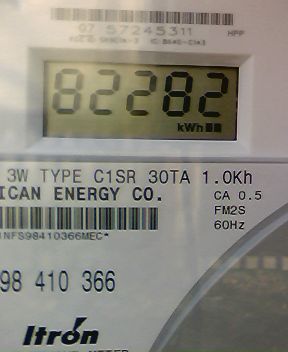 07 57245311 HPP
82282
kWh
3W TYPE C1SR 30TA 1.0Kh
ICAN ENERGY CO. CA 0.5
FM2S
INFS98410366MEC* 60Hz
98 410 366
Itron